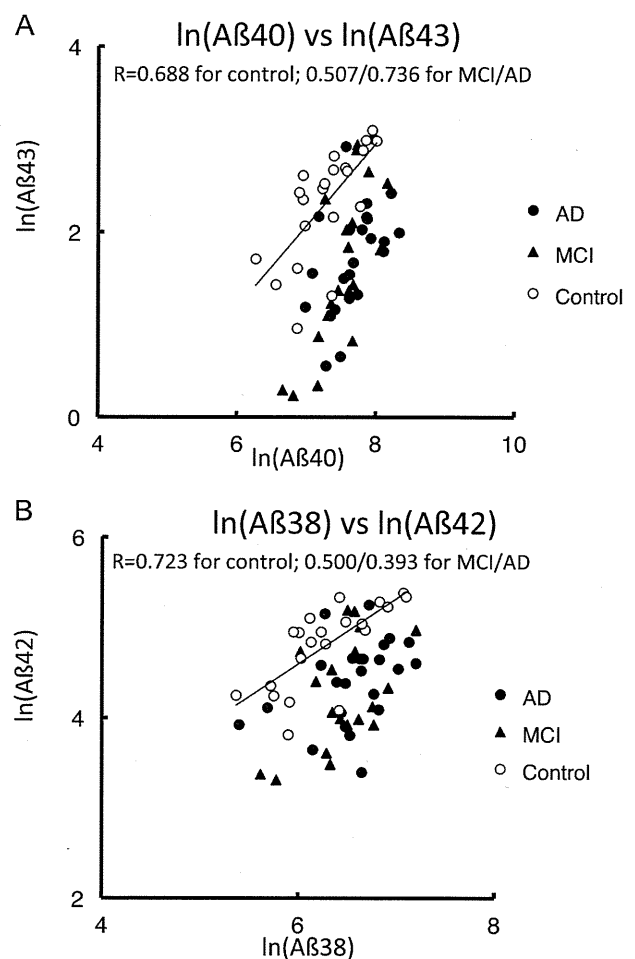 A
ln(Aß40) vs ln(Aß43)
R=0.688 for control; 0.507/0.736 for MCI/AD
4
2
0
ln(Aß43)
4
6
8
10
ln(Aß40)
AD
MCI
Control
B
ln(Aß38) vs ln(Aß42)
R=0.723 for control; 0.500/0.393 for MCI/AD
6
4
2
ln(Aß42)
4
6
8
ln(Aß38)
AD
MCI
Control